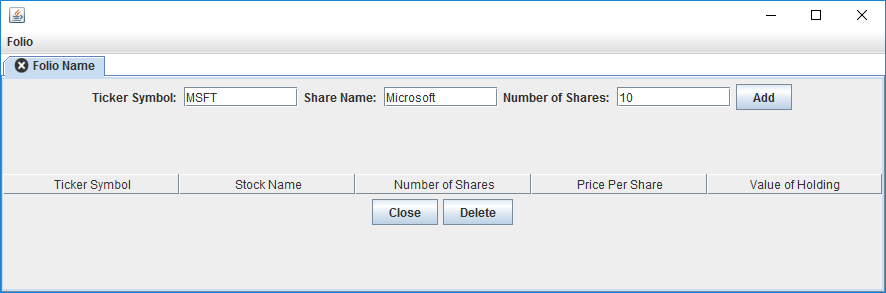 Folio
Folio Name
Ticker Symbol: MSFT Share Name: Microsoft Number of Shares: 10 Add
Ticker Symbol Stock Name Number of Shares Price Per Share Value of Holding
Close Delete